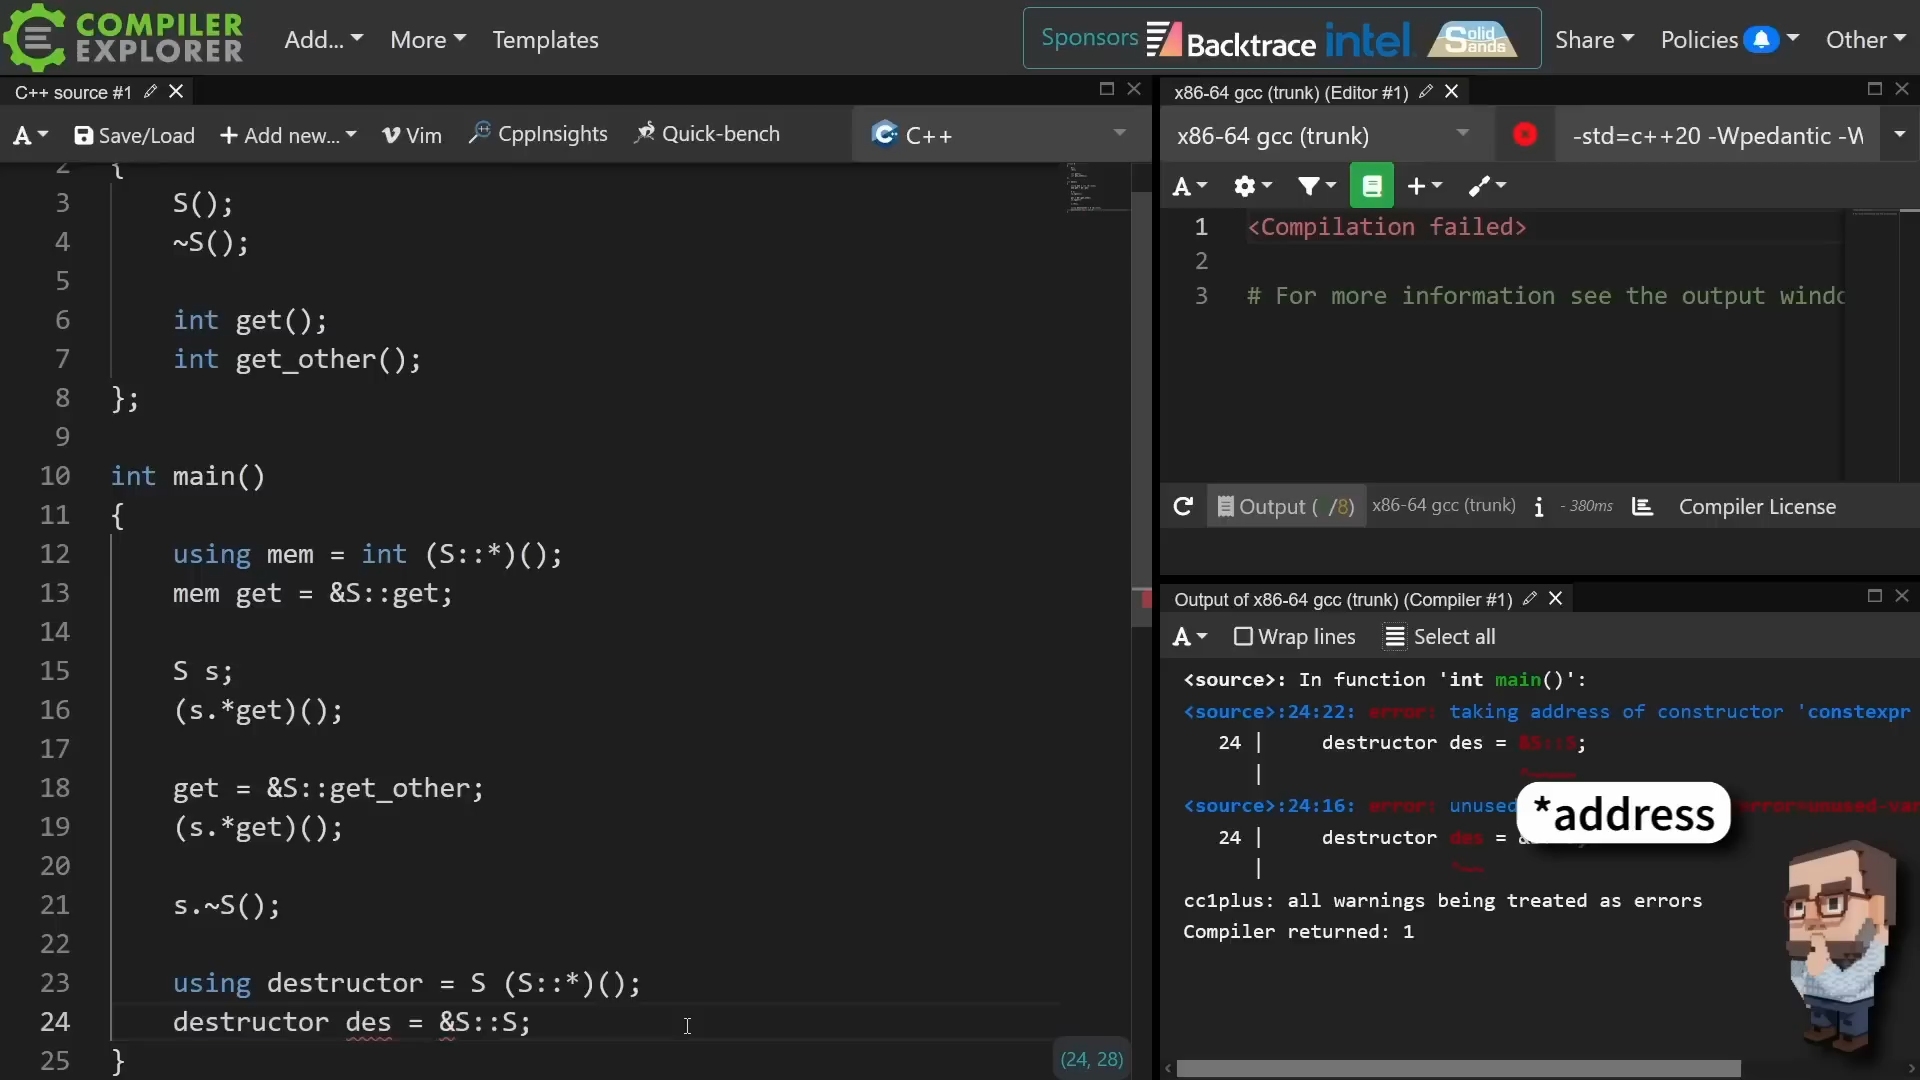 COMPILER
EXPLORER
Add...
More
Templates
Sponsors
Backtrace
intel
Solid
Sands
Share
Policies
Other
C++ source #1
A
Save/Load
Add new...
Vim
CppInsights
Quick-bench
C++
2 {
3 S();
4 ~S();
5
6 int get();
7 int get_other();
8 };
9
10 int main()
11 {
12 using mem = int (S::*)();
13 mem get = &S::get;
14
15 S s;
16 (s.*get)();
17
18 get = &S::get_other;
19 (s.*get)();
20
21 s.~S();
22
23 using destructor = S (S::*)();
24 destructor des = &S::S;
25 }
(24, 28)
x86-64 gcc (trunk) (Editor #1)
x86-64 gcc (trunk)
-std=c++20 -Wpedantic -W
A
1 <Compilation failed>
2
3 # For more information see the output windo
Output ( /8)
x86-64 gcc (trunk)
- 380ms
Compiler License
Output of x86-64 gcc (trunk) (Compiler #1)
A
Wrap lines
Select all
<source>: In function 'int main()':
<source>:24:22: error: taking address of constructor 'constexpr
24 | destructor des = &S::S;
| ^~~~~
<source>:24:16: error: unused error=unused-var
24 | destructor des =
| ^~~
cc1plus: all warnings being treated as errors
Compiler returned: 1
*address